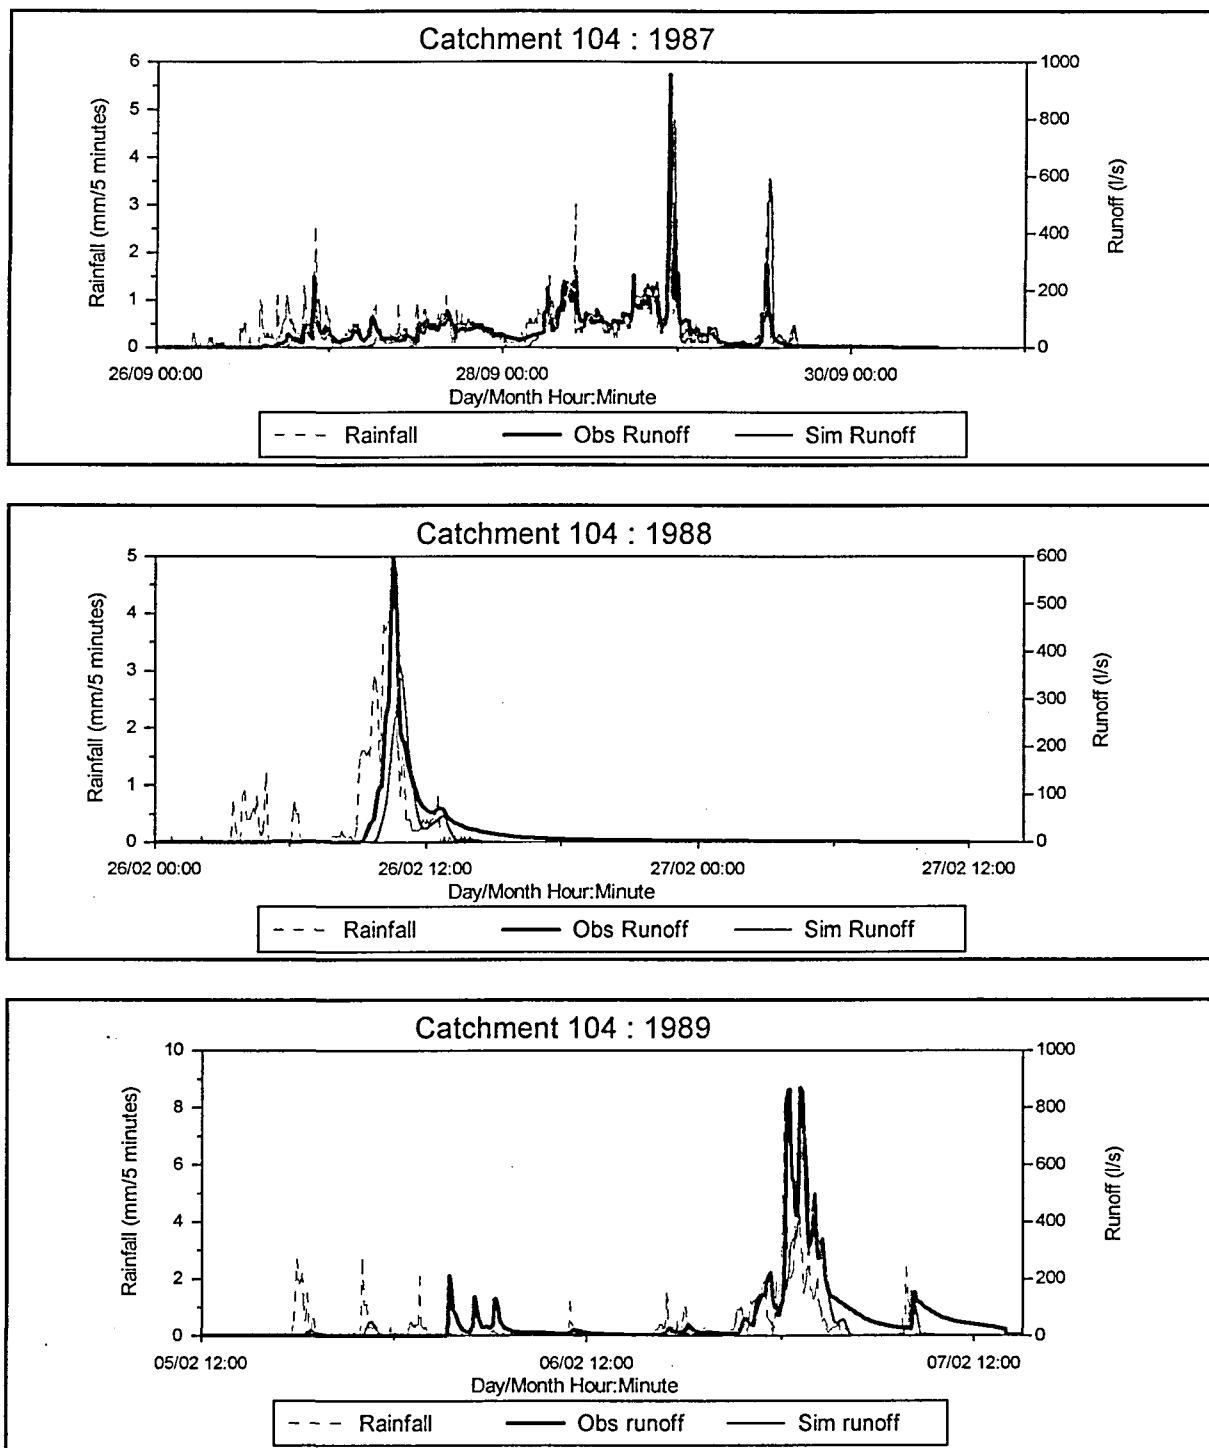 Catchment 104 : 1987
6 1000
5 800
4 600
3 400
2 200
1
0 0
Rainfall (mm/5 minutes)
Runoff (l/s)
26/09 00:00 28/09 00:00 30/09 00:00
Day/Month Hour:Minute
Rainfall Obs Runoff Sim Runoff
Catchment 104 : 1988
5 600
4 500
3 400
2 300
1 200
0 100
0
Rainfall (mm/5 minutes)
Runoff (l/s)
26/02 00:00 26/02 12:00 27/02 00:00 27/02 12:00
Day/Month Hour:Minute
Rainfall Obs Runoff Sim Runoff
Catchment 104 : 1989
10 1000
8 800
6 600
4 400
2 200
0 0
Rainfall (mm/5 minutes)
Runoff (l/s)
05/02 12:00 06/02 12:00 07/02 12:00
Day/Month Hour:Minute
Rainfall Obs runoff Sim runoff